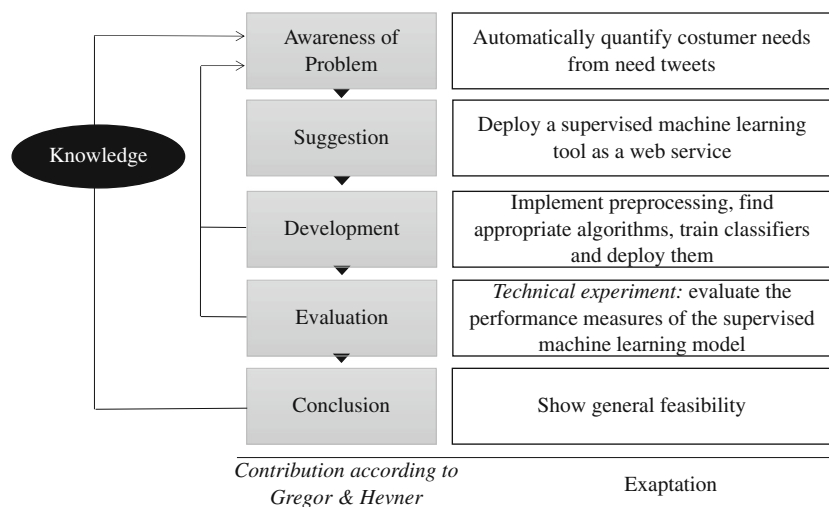 Awareness of
Problem
Automatically quantify costumer needs
from need tweets
Suggestion
Deploy a supervised machine learning
tool as a web service
Knowledge
Development
Implement preprocessing, find
appropriate algorithms, train classifiers
and deploy them
Evaluation
Technical experiment: evaluate the
performance measures of the supervised
machine learning model
Conclusion
Show general feasibility
Contribution according to
Gregor & Hevner
Exaptation